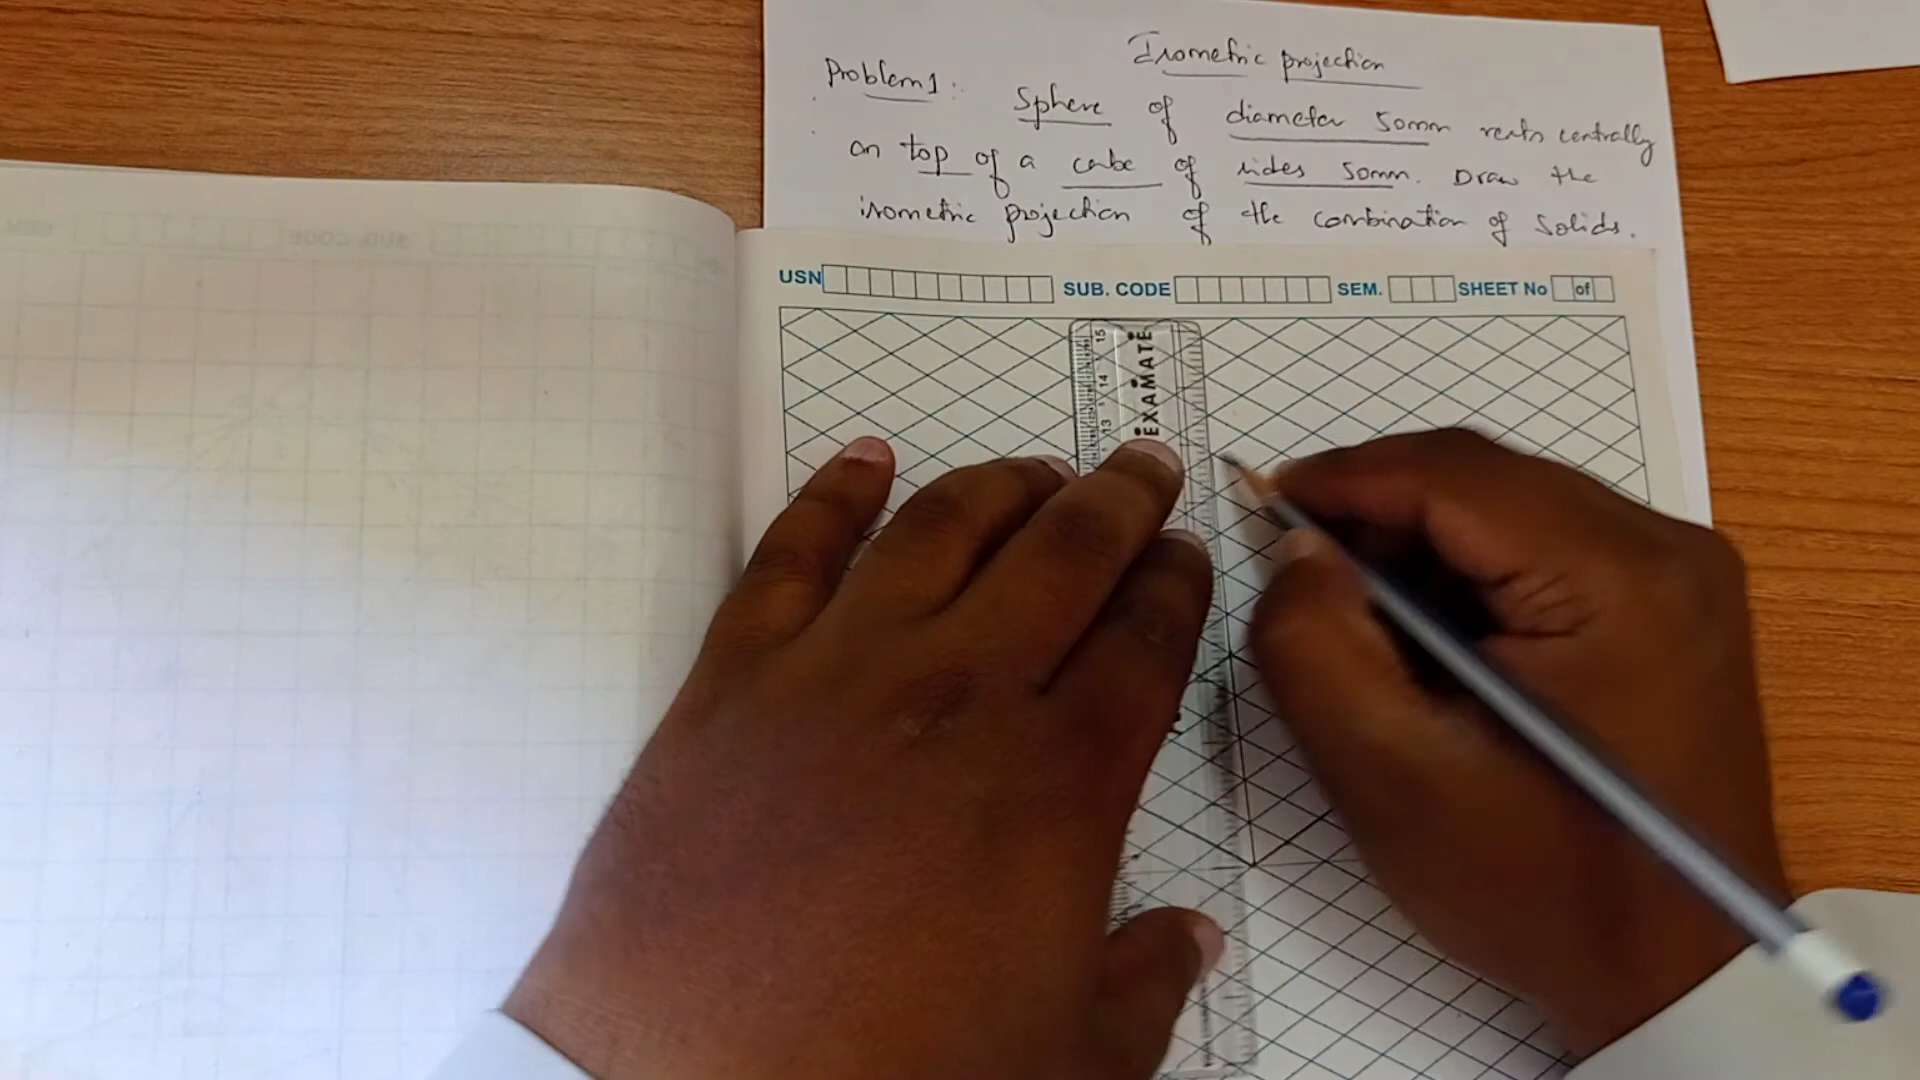 Isometric projection
Problem 1: Sphere of diameter 50mm rests centrally
on top of a cube of sides 50mm. Draw the
isometric projection of the combination of solids.
USN SUB. CODE SEM. SHEET No of
15
14
13
EXAMATE